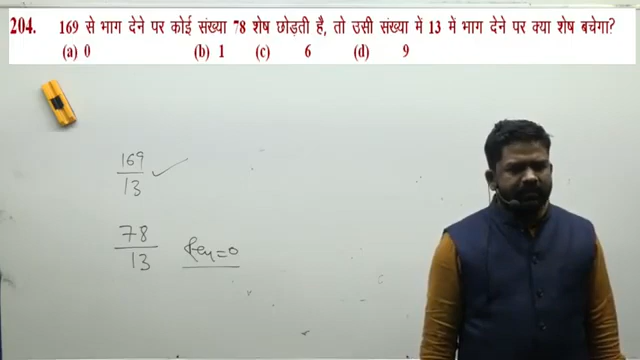 204. 169 से भाग देने पर कोई संख्या 78 शेष छोड़ती है, तो उसी संख्या में 13 में भाग देने पर क्या शेष बचेगा?
(a) 0 (b) 1 (c) 6 (d) 9
169
13
78
13 Rem = 0